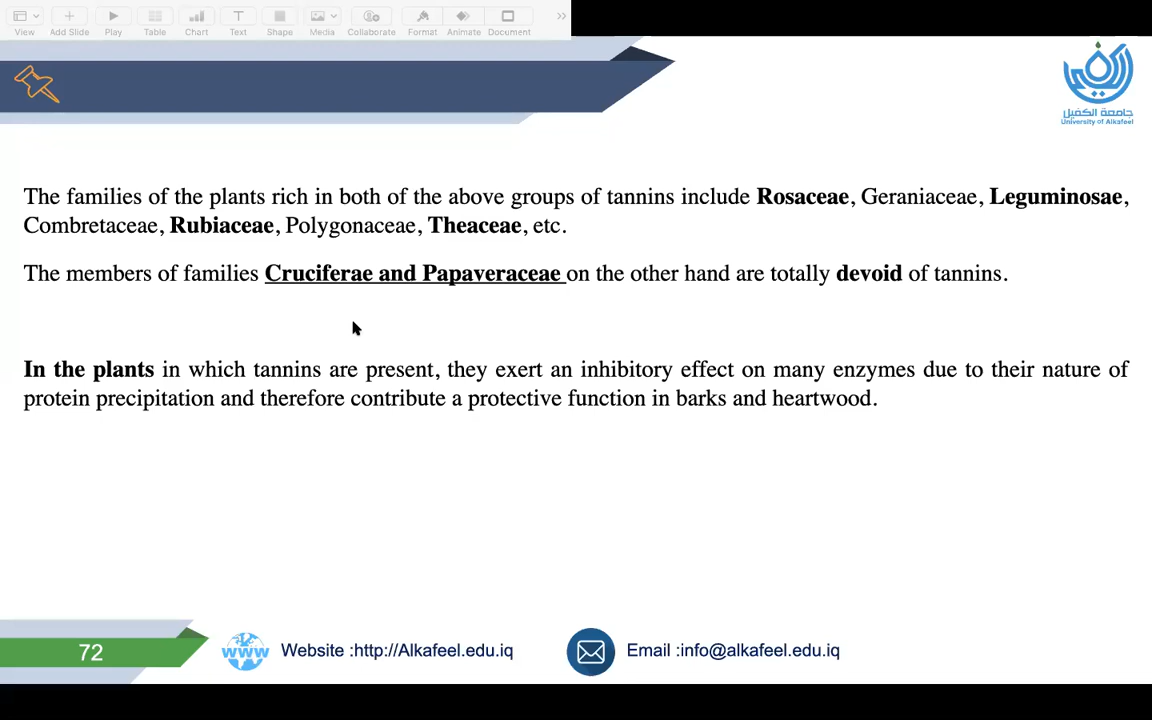 View Add Slide Play Table Chart Text Shape Media Collaborate Format Animate Document
جامعة الكفيل
University of Alkafeel
The families of the plants rich in both of the above groups of tannins include Rosaceae, Geraniaceae, Leguminosae,
Combretaceae, Rubiaceae, Polygonaceae, Theaceae, etc.
The members of families Cruciferae and Papaveraceae on the other hand are totally devoid of tannins.
In the plants in which tannins are present, they exert an inhibitory effect on many enzymes due to their nature of
protein precipitation and therefore contribute a protective function in barks and heartwood.
72 www Website :http://Alkafeel.edu.iq Email :info@alkafeel.edu.iq